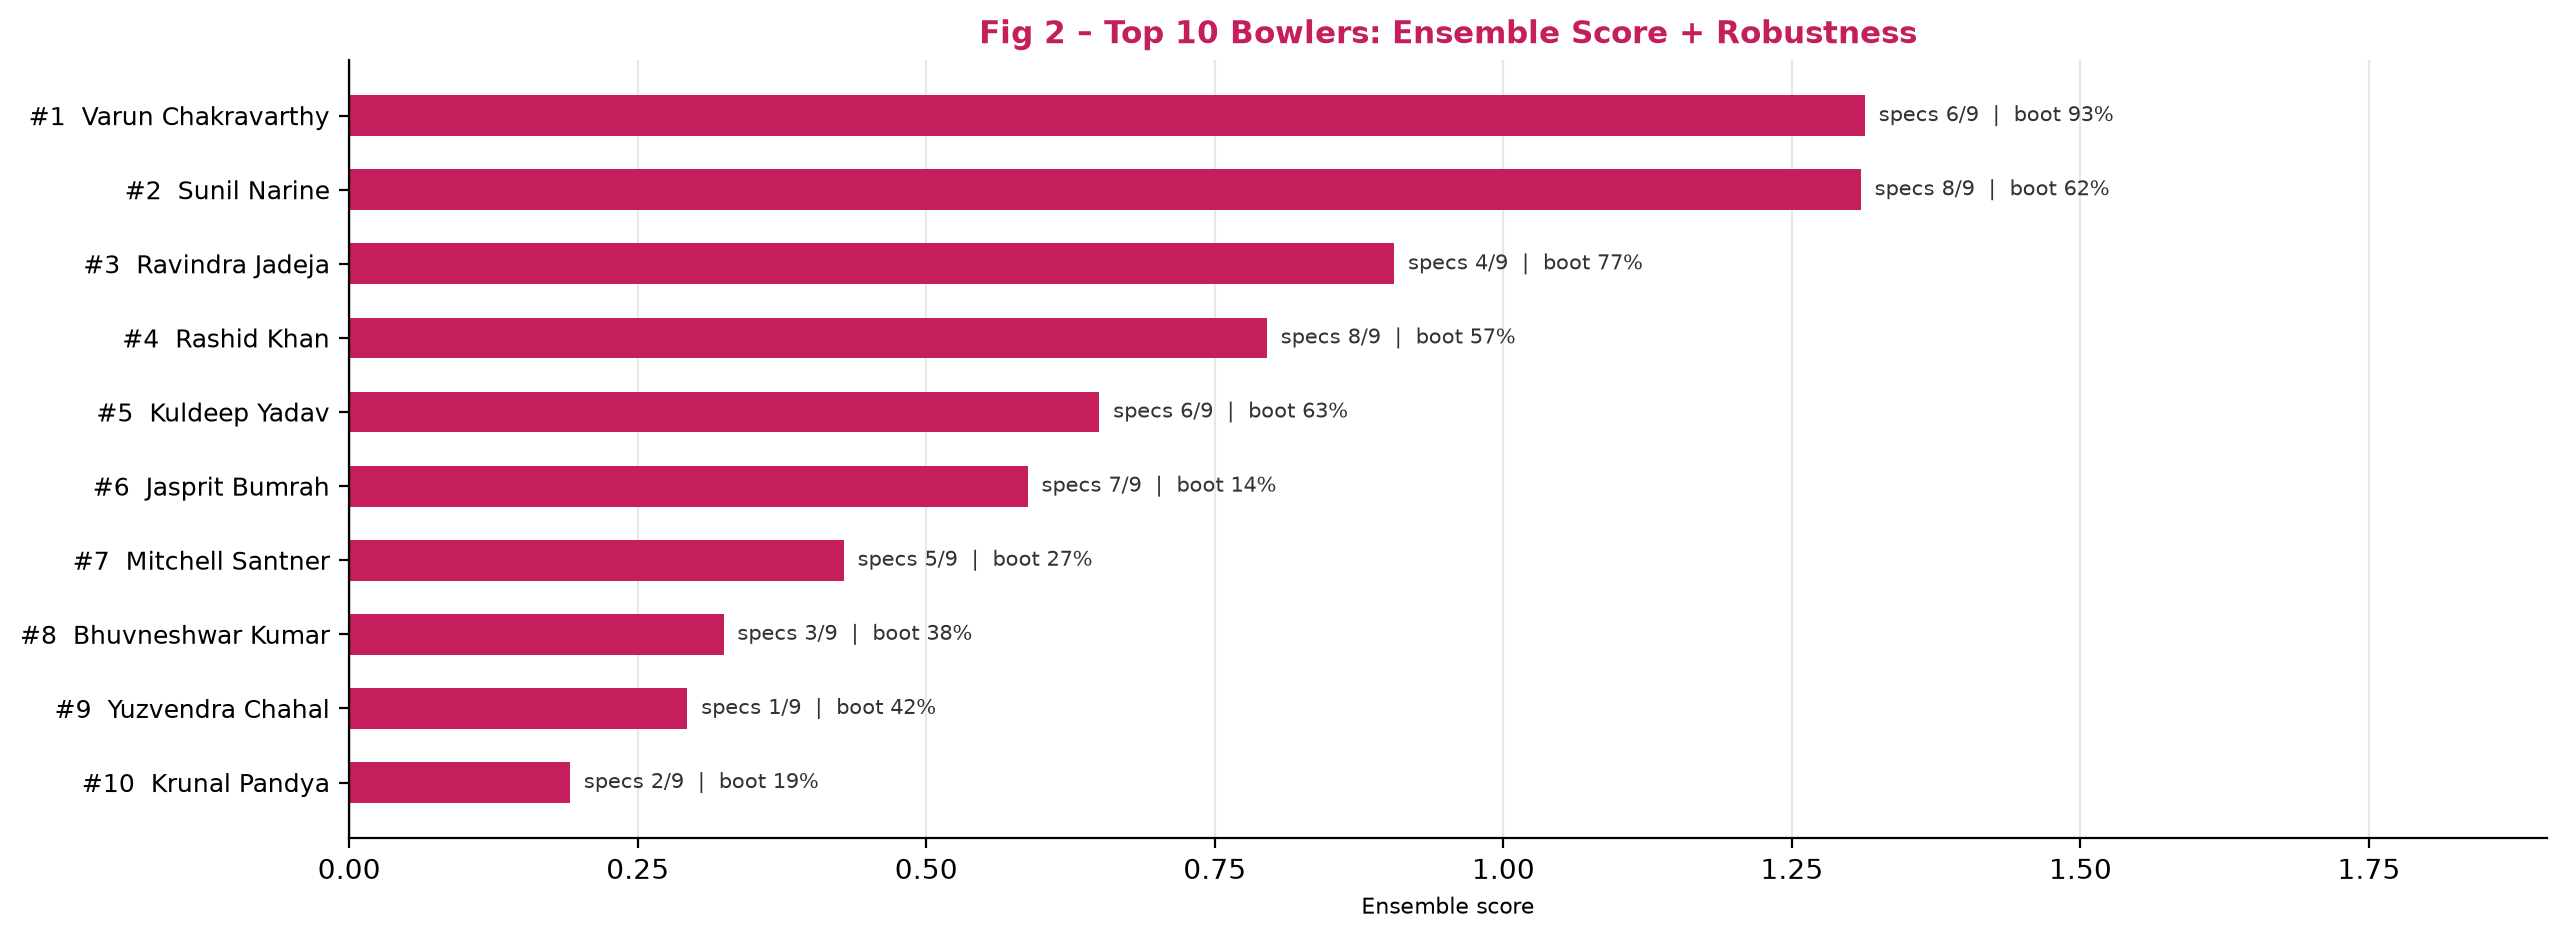 Fig 2 – Top 10 Bowlers: Ensemble Score + Robustness
#1  Varun Chakravarthy  specs 6/9  |  boot 93%
#2  Sunil Narine  specs 8/9  |  boot 62%
#3  Ravindra Jadeja  specs 4/9  |  boot 77%
#4  Rashid Khan  specs 8/9  |  boot 57%
#5  Kuldeep Yadav  specs 6/9  |  boot 63%
#6  Jasprit Bumrah  specs 7/9  |  boot 14%
#7  Mitchell Santner  specs 5/9  |  boot 27%
#8  Bhuvneshwar Kumar  specs 3/9  |  boot 38%
#9  Yuzvendra Chahal  specs 1/9  |  boot 42%
#10  Krunal Pandya  specs 2/9  |  boot 19%
0.00 0.25 0.50 0.75 1.00 1.25 1.50 1.75
Ensemble score